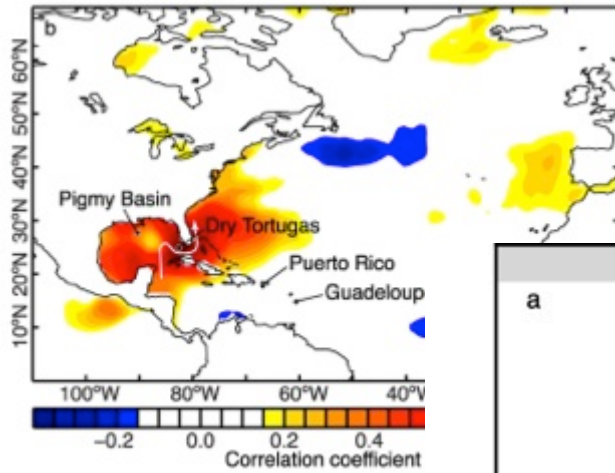 b
60°N
50°N
40°N
30°N
20°N
10°N
Pigmy Basin
Dry Tortugas
Puerto Rico
Guadeloup
100°W
80°W
60°W
40°W
−0.2
0.0
0.2
0.4
Correlation coefficient
a